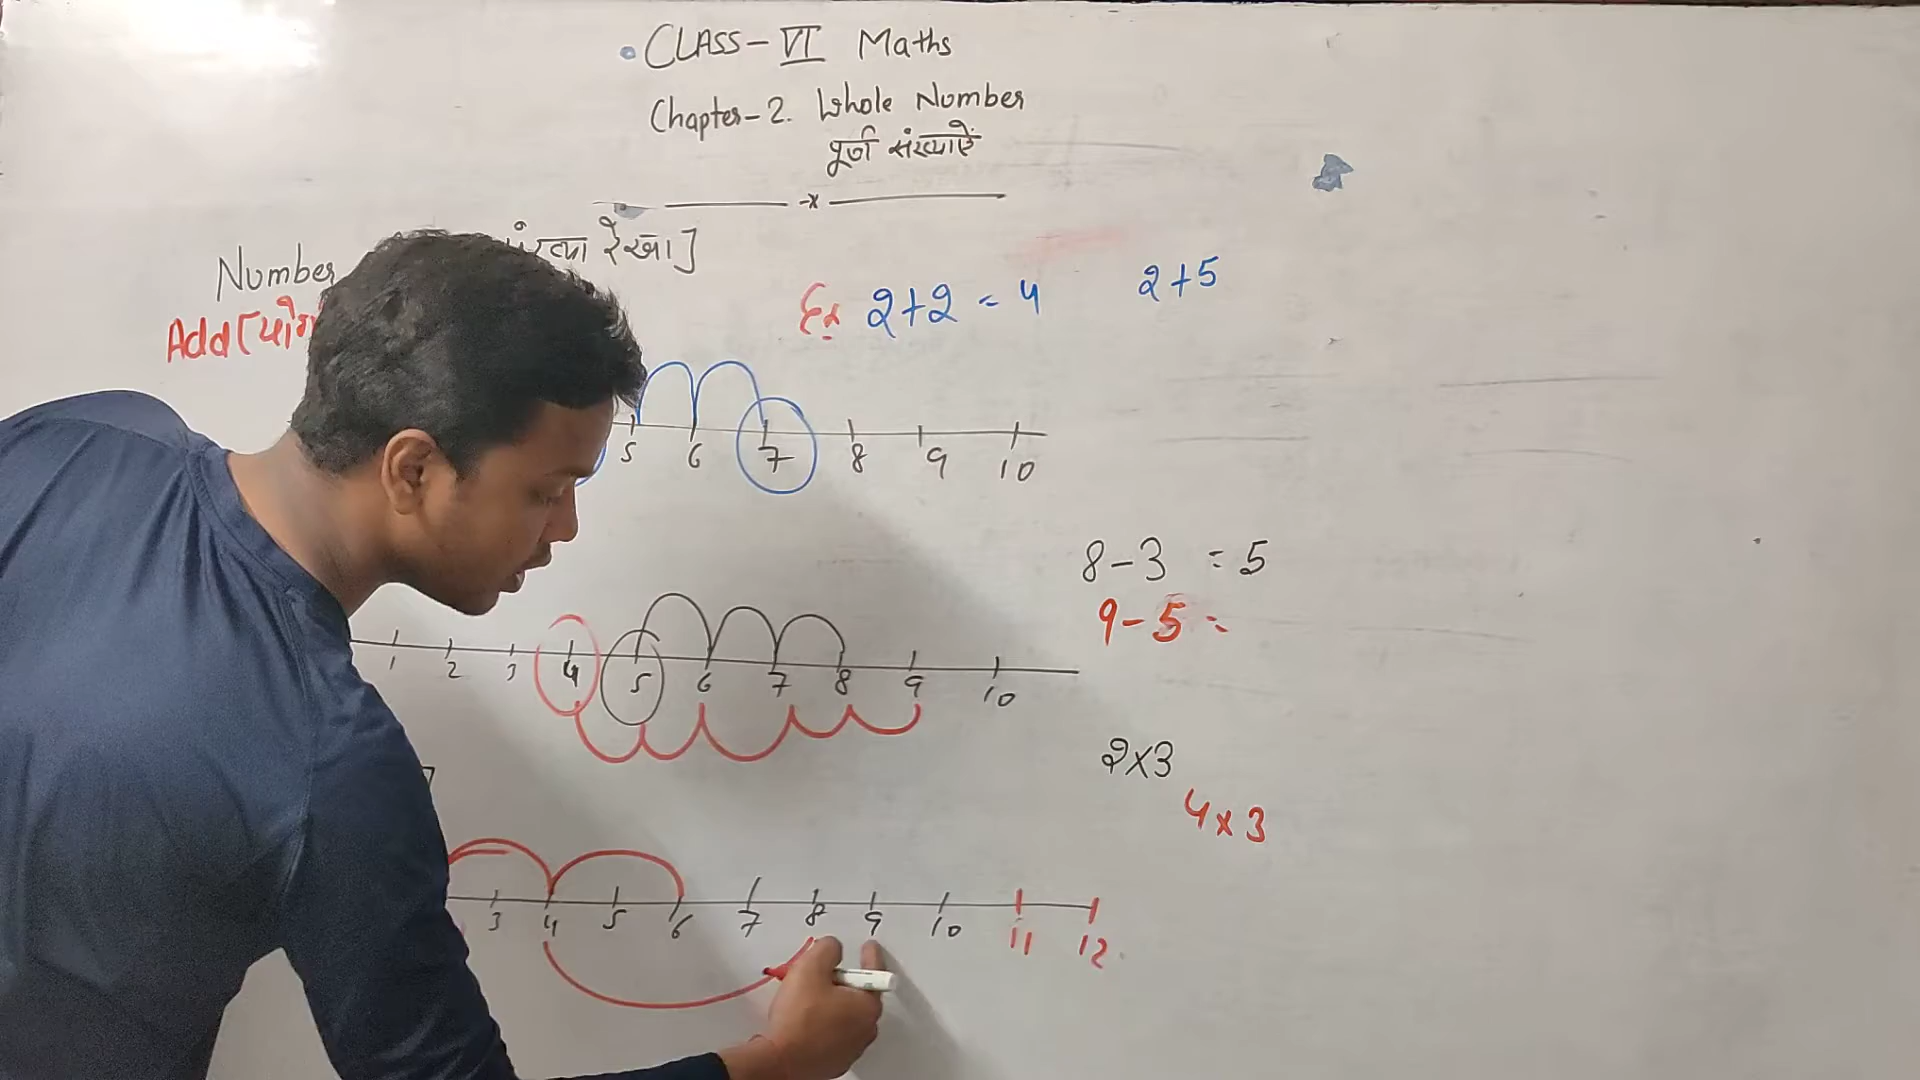 CLASS - VI Maths
Chapter - 2. Whole Number
पूर्ण संख्याऐं
Number रेखा]
Add [
Ex 2+2 = 4 2+5
5 6 7 8 9 10
8-3 = 5
9-5 =
1 2 3 4 5 6 7 8 9 10
2x3
4x3
3 4 5 6 7 8 9 10 11 12